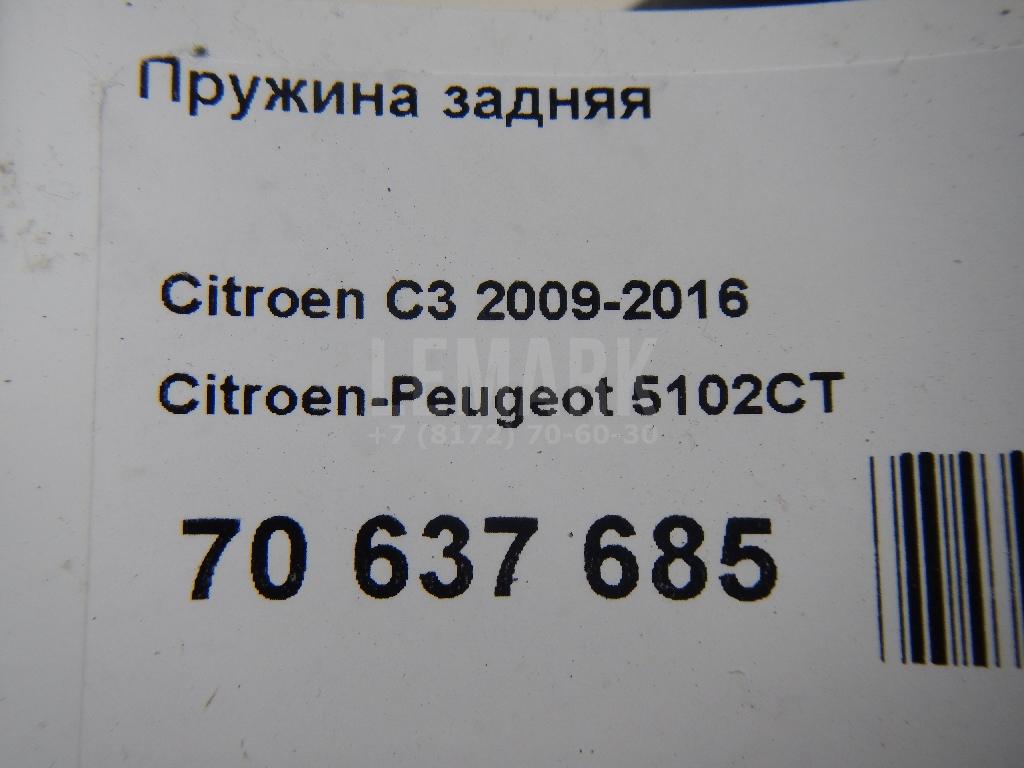 Пружина задняя
Citroen C3 2009-2016
LEMARK
Citroen-Peugeot 5102CT
+7 (8172) 70-60-30
70 637 685